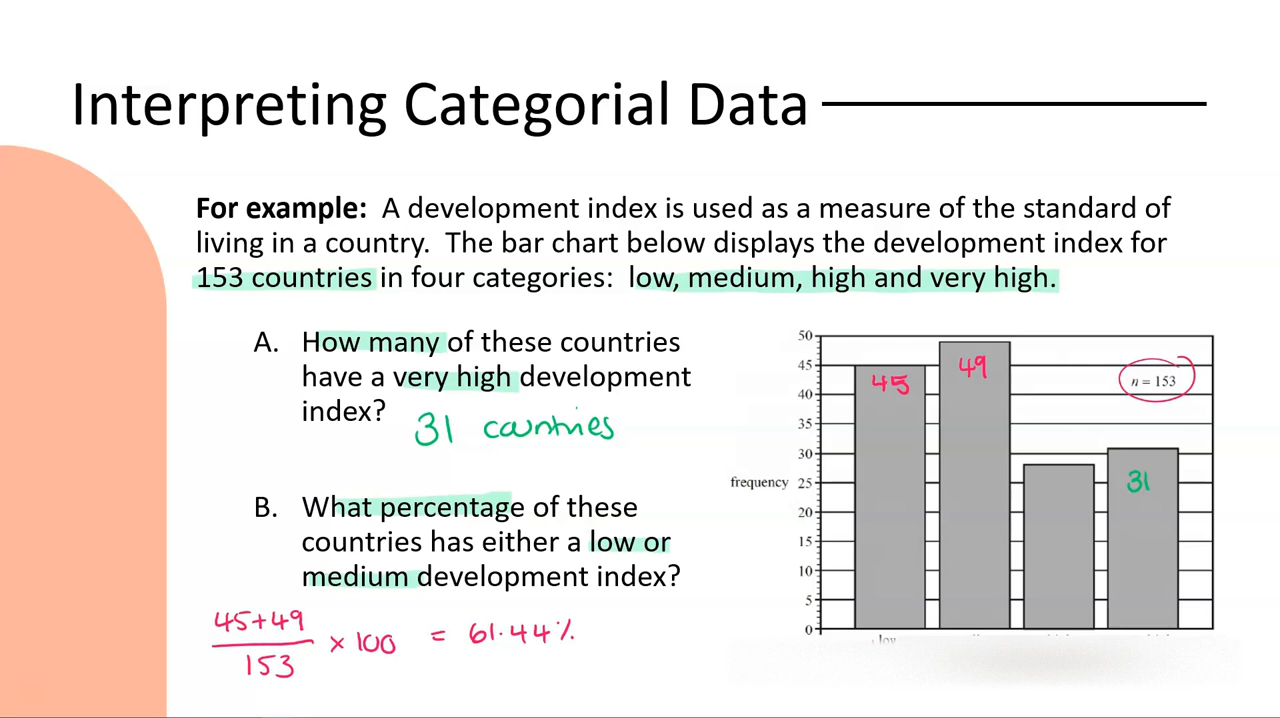 Interpreting Categorial Data
For example: A development index is used as a measure of the standard of
living in a country. The bar chart below displays the development index for
153 countries in four categories: low, medium, high and very high.
A. How many of these countries
have a very high development
index?
31 countries
B. What percentage of these
countries has either a low or
medium development index?
45+49
153
× 100 = 61.44%
50
45
40
35
30
frequency 25
20
15
10
5
0
45
49
n = 153
31